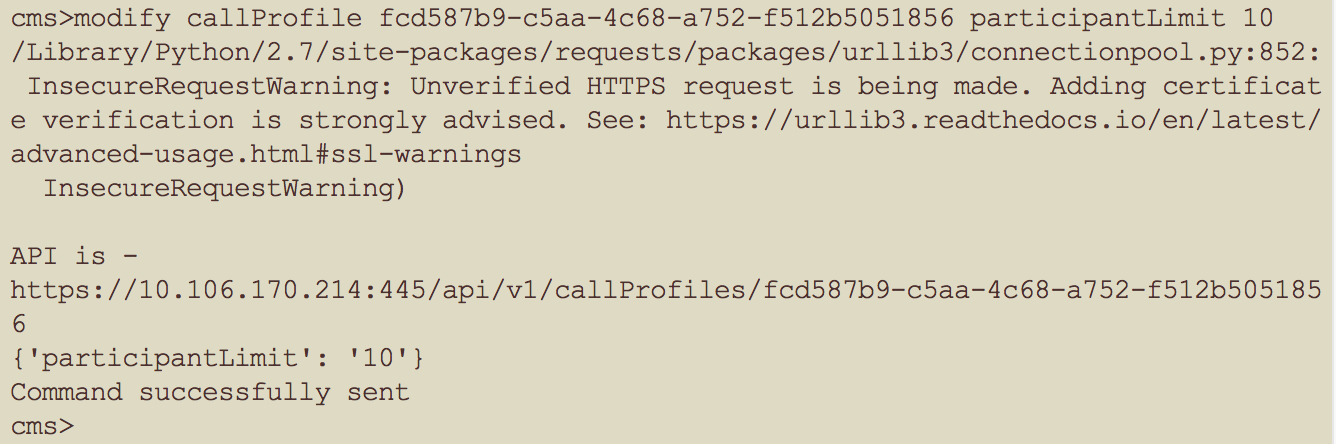 cms>modify callProfile fcd587b9-c5aa-4c68-a752-f512b5051856 participantLimit 10
/Library/Python/2.7/site-packages/requests/packages/urllib3/connectionpool.py:852:
 InsecureRequestWarning: Unverified HTTPS request is being made. Adding certificat
e verification is strongly advised. See: https://urllib3.readthedocs.io/en/latest/
advanced-usage.html#ssl-warnings
  InsecureRequestWarning)

API is -
https://10.106.170.214:445/api/v1/callProfiles/fcd587b9-c5aa-4c68-a752-f512b505185
6
{'participantLimit': '10'}
Command successfully sent
cms>